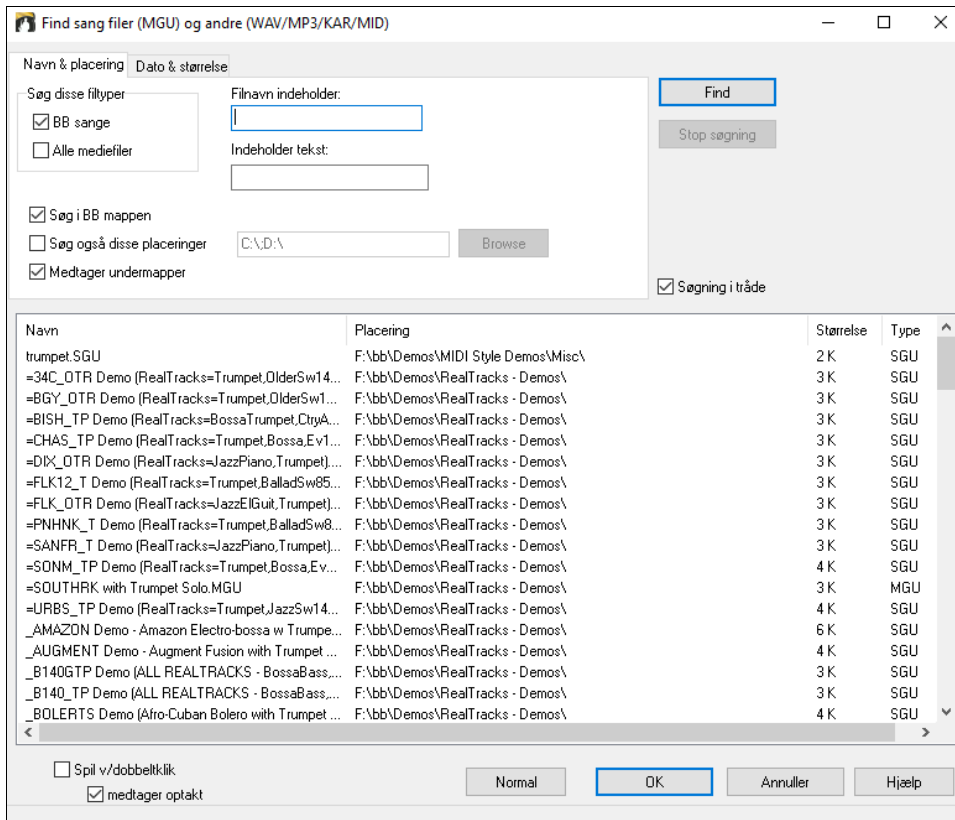 Find sang filer (MGU) og andre (WAV/MP3/KAR/MID)
Navn & placering Dato & størrelse
Søg disse filtyper
BB sange
Alle mediefiler
Filnavn indeholder:
Indeholder tekst:
Find
Stop søgning
Søg i BB mappen
Søg også disse placeringer C:\;D:\ Browse
Medtager undermapper
Søgning i tråde
Navn Placering Størrelse Type
trumpet.SGU F:\bb\Demos\MIDI Style Demos\Misc\ 2 K SGU
=34C_OTR Demo (RealTracks=Trumpet,OlderSw14... F:\bb\Demos\RealTracks - Demos\ 3 K SGU
=BGY_OTR Demo (RealTracks=Trumpet,OlderSw1... F:\bb\Demos\RealTracks - Demos\ 3 K SGU
=BISH_TP Demo (RealTracks=BossaTrumpet,CtryA... F:\bb\Demos\RealTracks - Demos\ 3 K SGU
=CHAS_TP Demo (RealTracks=Trumpet,Bossa,Ev1... F:\bb\Demos\RealTracks - Demos\ 3 K SGU
=DIX_OTR Demo (RealTracks=JazzPiano,Trumpet).... F:\bb\Demos\RealTracks - Demos\ 3 K SGU
=FLK12_T Demo (RealTracks=Trumpet,BalladSw85... F:\bb\Demos\RealTracks - Demos\ 3 K SGU
=FLK_OTR Demo (RealTracks=JazzElGuit,Trumpet)... F:\bb\Demos\RealTracks - Demos\ 3 K SGU
=PNHNK_T Demo (RealTracks=Trumpet,BalladSw8... F:\bb\Demos\RealTracks - Demos\ 3 K SGU
=SANFR_T Demo (RealTracks=JazzPiano,Trumpet)... F:\bb\Demos\RealTracks - Demos\ 3 K SGU
=SONM_TP Demo (RealTracks=Trumpet,Bossa,Ev... F:\bb\Demos\RealTracks - Demos\ 4 K SGU
=SOUTHRK with Trumpet Solo.MGU F:\bb\Demos\RealTracks - Demos\ 3 K MGU
=URBS_TP Demo (RealTracks=Trumpet,JazzSw14... F:\bb\Demos\RealTracks - Demos\ 4 K SGU
_AMAZON Demo - Amazon Electro-bossa w Trumpe... F:\bb\Demos\RealTracks - Demos\ 6 K SGU
_AUGMENT Demo - Augment Fusion with Trumpet ... F:\bb\Demos\RealTracks - Demos\ 4 K SGU
_B140GTP Demo (ALL REALTRACKS - BossaBass,... F:\bb\Demos\RealTracks - Demos\ 3 K SGU
_B140_TP Demo (ALL REALTRACKS - BossaBass,... F:\bb\Demos\RealTracks - Demos\ 3 K SGU
_BOLERTS Demo (Afro-Cuban Bolero with Trumpet ... F:\bb\Demos\RealTracks - Demos\ 4 K SGU
Spil v/dobbeltklik
medtager optakt
Normal OK Annuller Hjælp